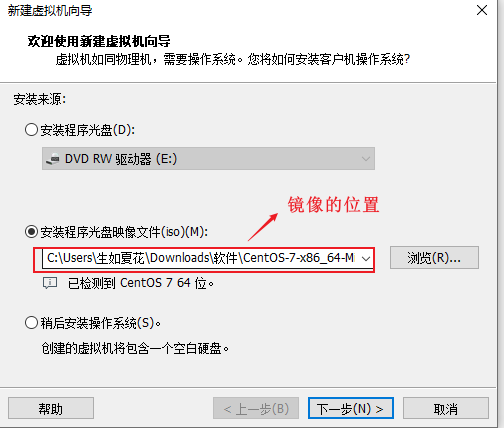 新建虚拟机向导
欢迎使用新建虚拟机向导
虚拟机如同物理机，需要操作系统。您将如何安装客户机操作系统?
安装来源:
安装程序光盘(D):
DVD RW 驱动器 (E:)
镜像的位置
安装程序光盘映像文件(iso)(M):
C:\Users\生如夏花\Downloads\软件\CentOS-7-x86_64-M
浏览(R)...
已检测到 CentOS 7 64 位。
稍后安装操作系统(S)。
创建的虚拟机将包含一个空白硬盘。
帮助
< 上一步(B)
下一步(N) >
取消